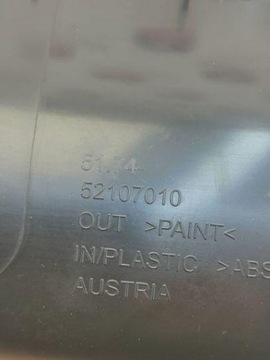 52107010
OUT >PAINT<
IN/PLASTIC >ABS
AUSTRIA